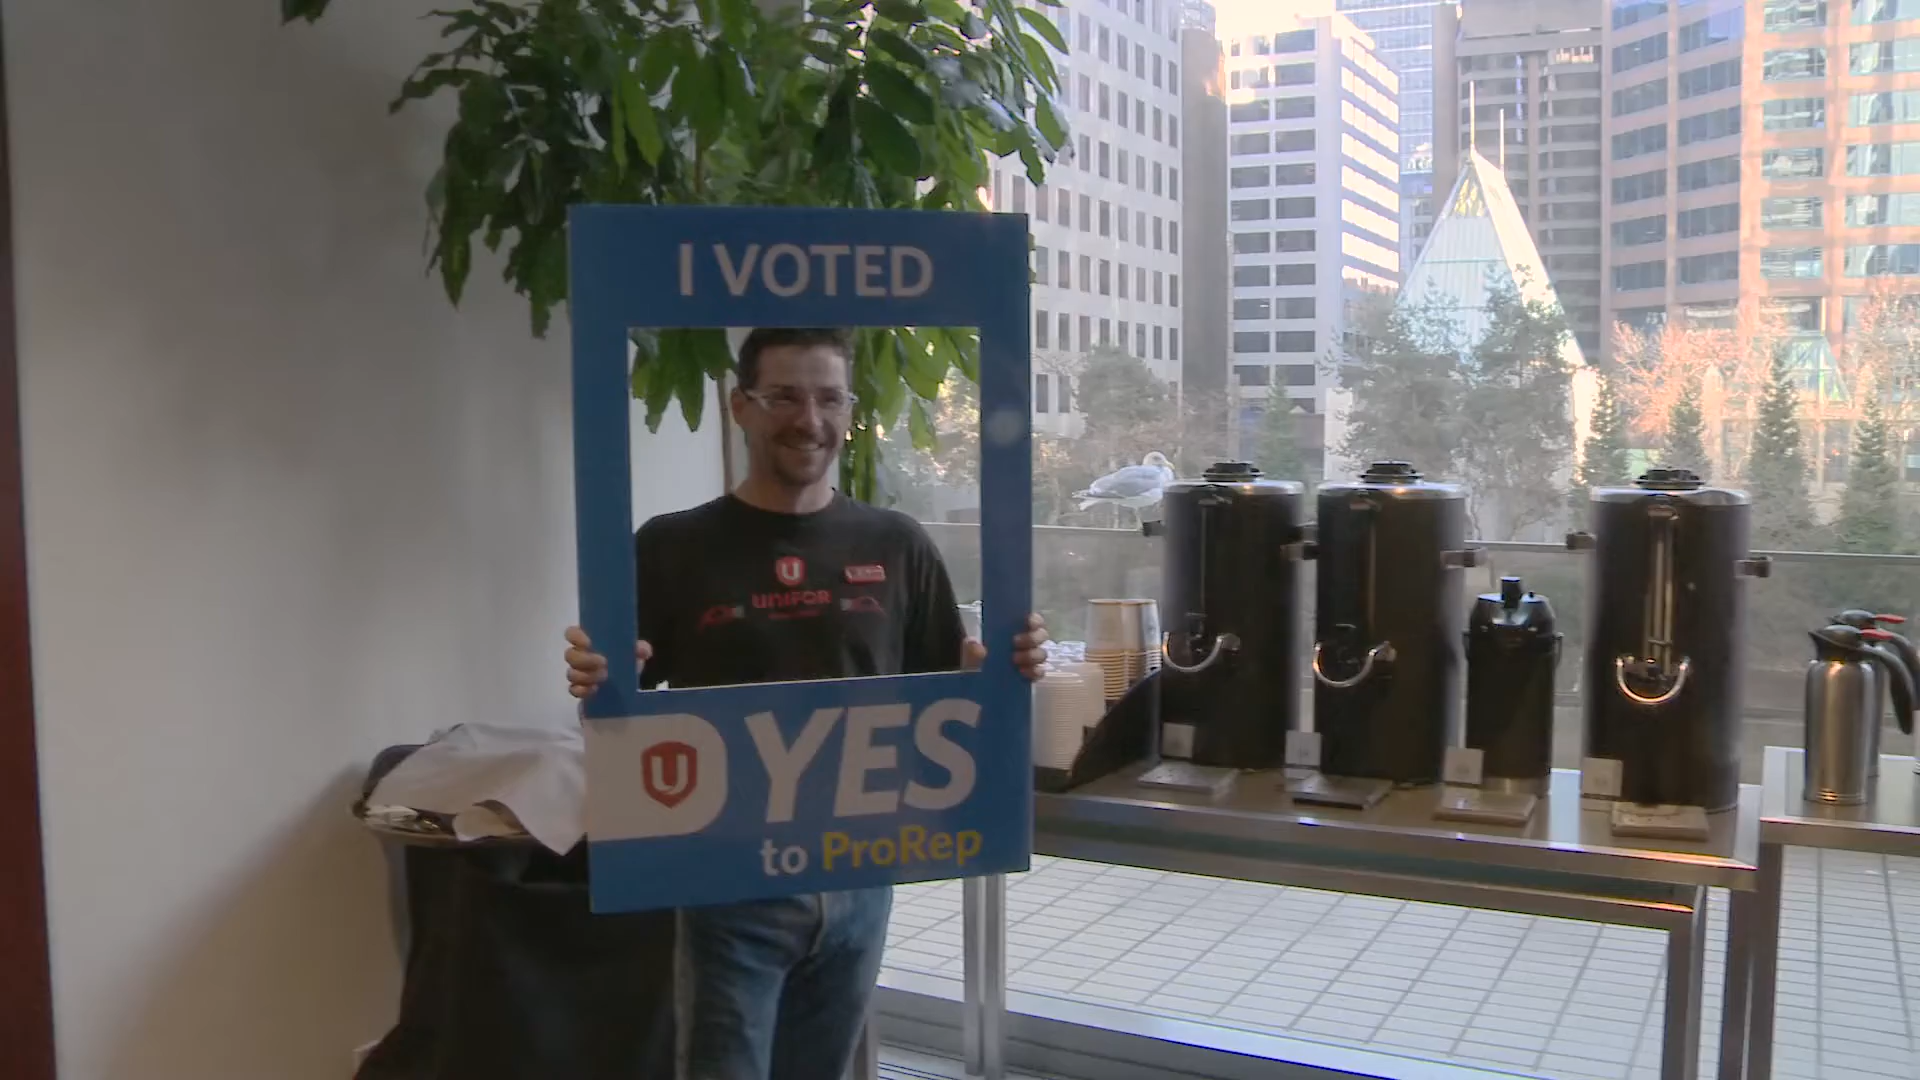 I VOTED
U
UNIFOR
U
YES
to ProRep